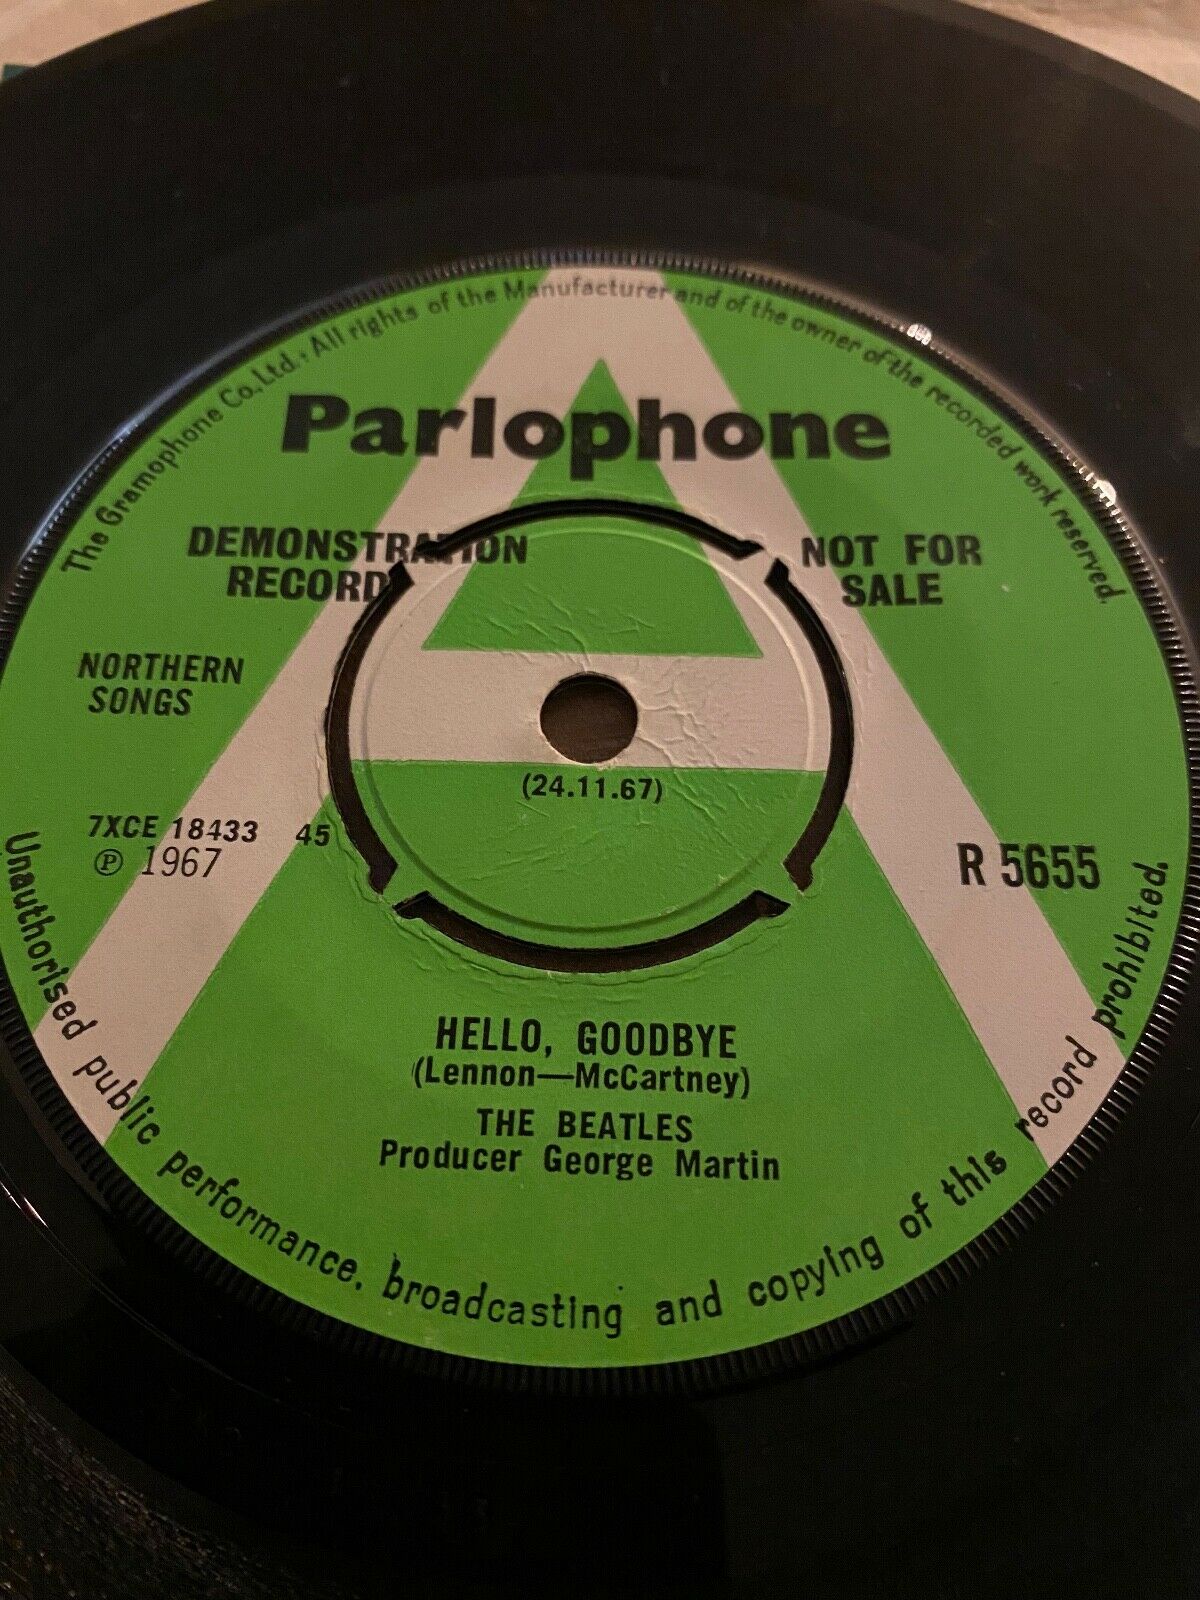 The Gramophone Co., Ltd. · All rights of the Manufacturer and of the owner of the recorded work reserved.
Parlophone
DEMONSTRATION
RECORD
NOT FOR
SALE
NORTHERN
SONGS
(24.11.67)
7XCE 18433 45
℗ 1967
R 5655
HELLO, GOODBYE
(Lennon—McCartney)
THE BEATLES
Producer George Martin
Unauthorised public performance, broadcasting and copying of this record prohibited.